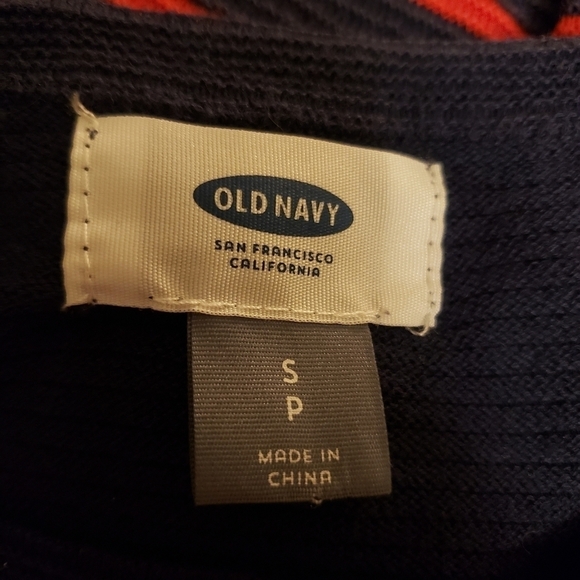 OLD NAVY
SAN FRANCISCO
CALIFORNIA
S
P
MADE IN
CHINA